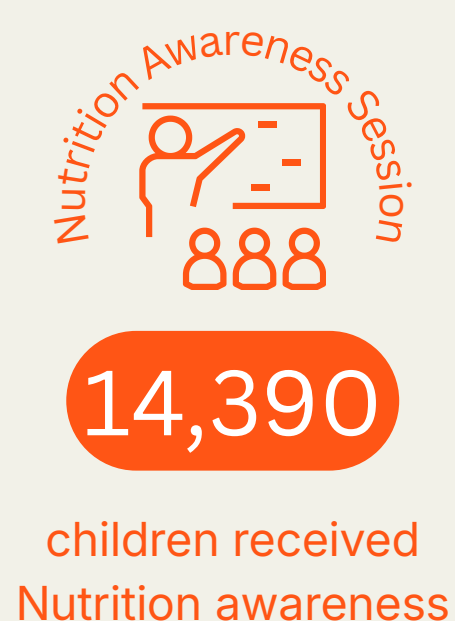 Nutrition Awareness Session
14,390
children received
Nutrition awareness